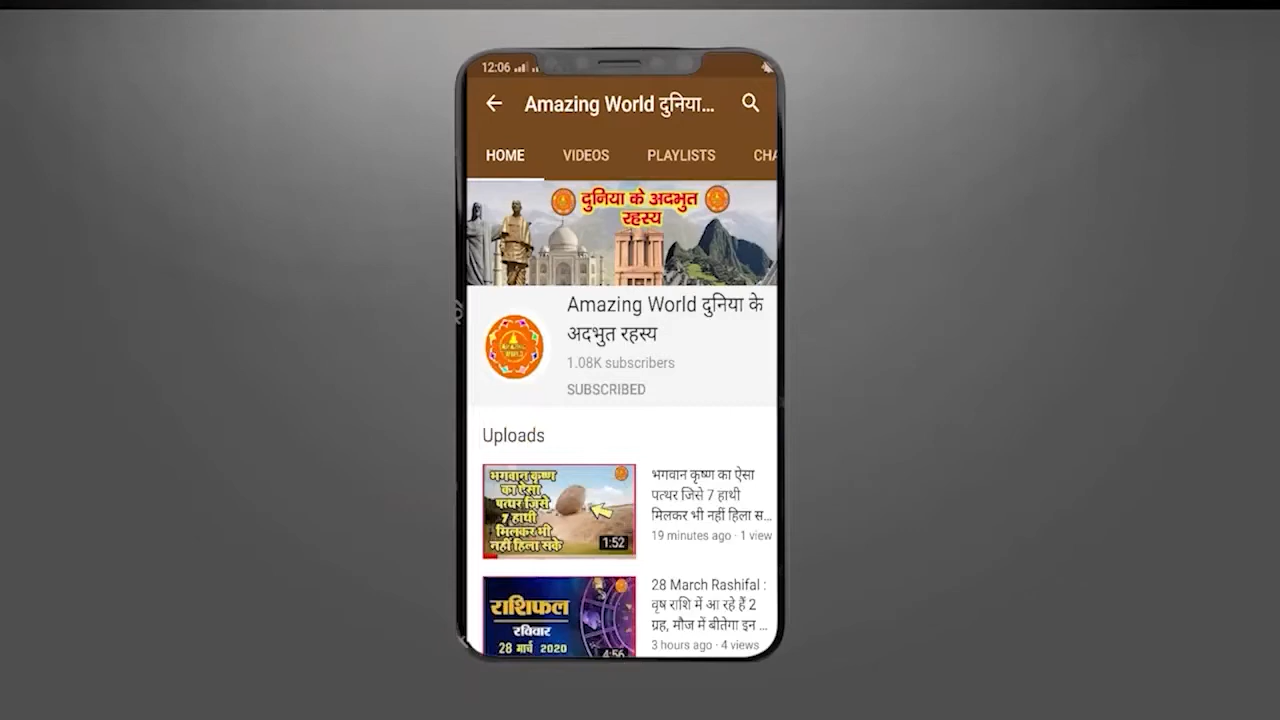 12:06
Amazing World दुनिया...
HOME VIDEOS PLAYLISTS CHA
दुनिया के अदभुत
रहस्य
Amazing World दुनिया के
अदभुत रहस्य
1.08K subscribers
SUBSCRIBED
Uploads
भगवान कृष्ण
का ऐसा
पत्थर जिसे
7 हाथी
मिलकर भी
नहीं हिला सके
1:52
भगवान कृष्ण का ऐसा
पत्थर जिसे 7 हाथी
मिलकर भी नहीं हिला स...
19 minutes ago · 1 view
राशिफल
रविवार
28 मार्च 2020
4:56
28 March Rashifal :
वृष राशि में आ रहे हैं 2
ग्रह, मौज में बीतेगा इन ...
3 hours ago · 4 views